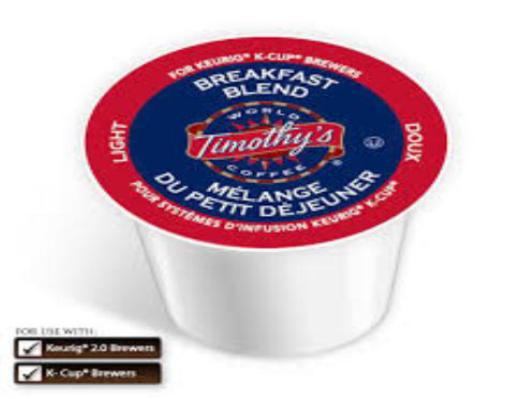 FOR KEURIG® K-CUP® BREWERS
BREAKFAST
BLEND
WORLD
Timothy's
COFFEE ®
LIGHT
DOUX
MÉLANGE
DU PETIT DÉJEUNER
POUR SYSTÈMES D'INFUSION KEURIG® K-CUP®
FOR USE WITH:
Keurig® 2.0 Brewers
K-Cup® Brewers